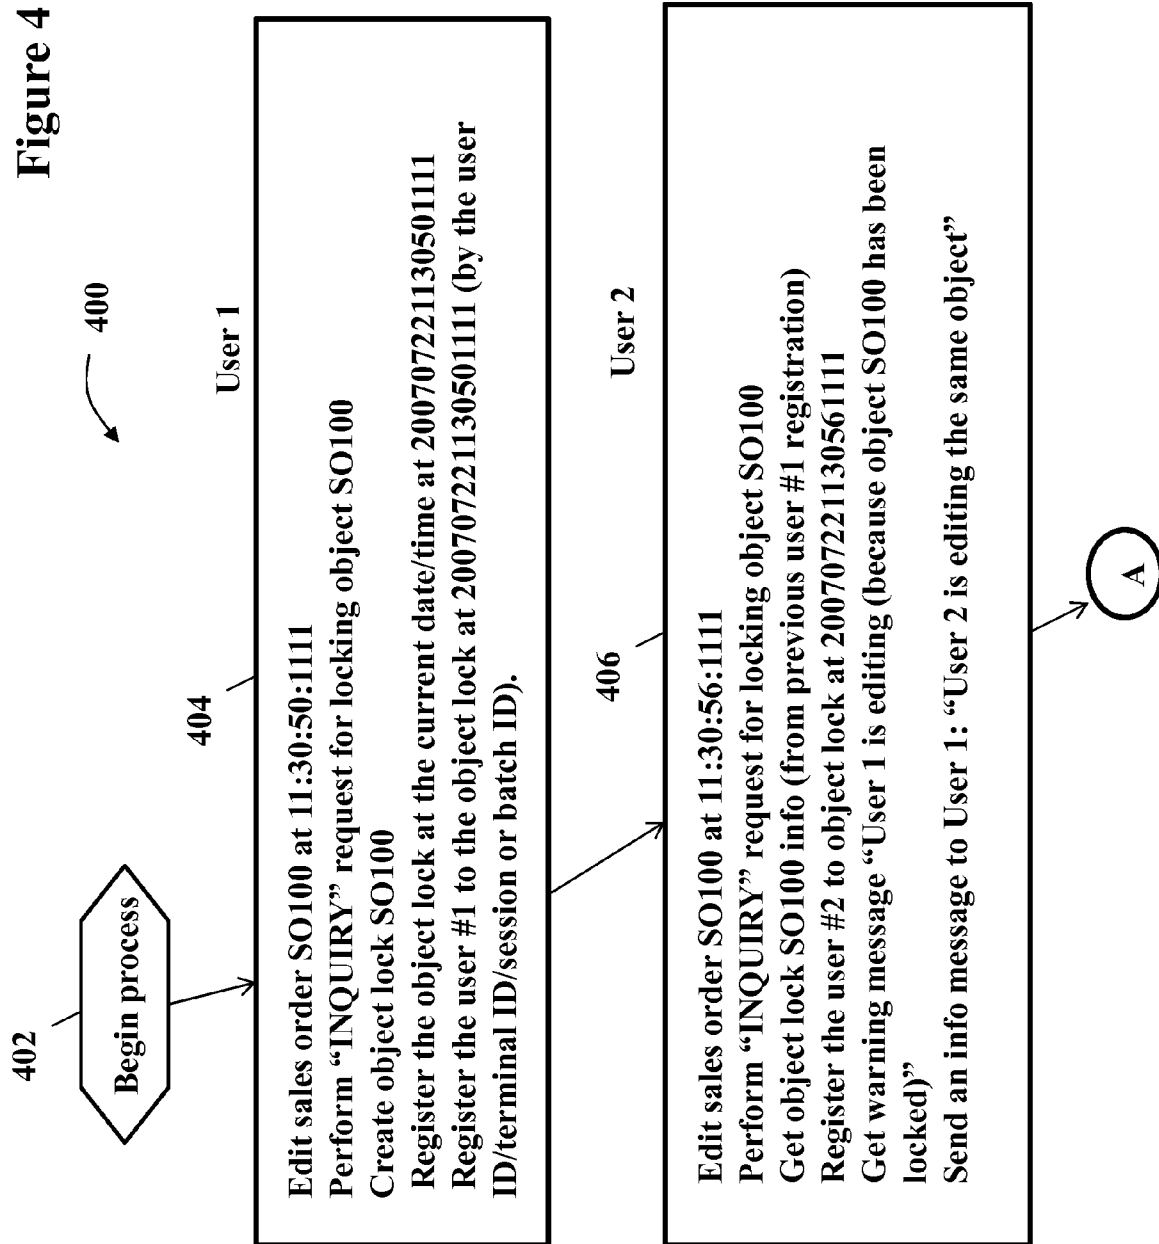 Figure 4
400
402
Begin process
404
User 1
Edit sales order SO100 at 11:30:50:1111
Perform “INQUIRY” request for locking object SO100
Create object lock SO100
Register the object lock at the current date/time at 200707221130501111
Register the user #1 to the object lock at 200707221130501111 (by the user
ID/terminal ID/session or batch ID).
406
User 2
Edit sales order SO100 at 11:30:56:1111
Perform “INQUIRY” request for locking object SO100
Get object lock SO100 info (from previous user #1 registration)
Register the user #2 to object lock at 200707221130561111
Get warning message “User 1 is editing (because object SO100 has been
locked)”
Send an info message to User 1: “User 2 is editing the same object”
A